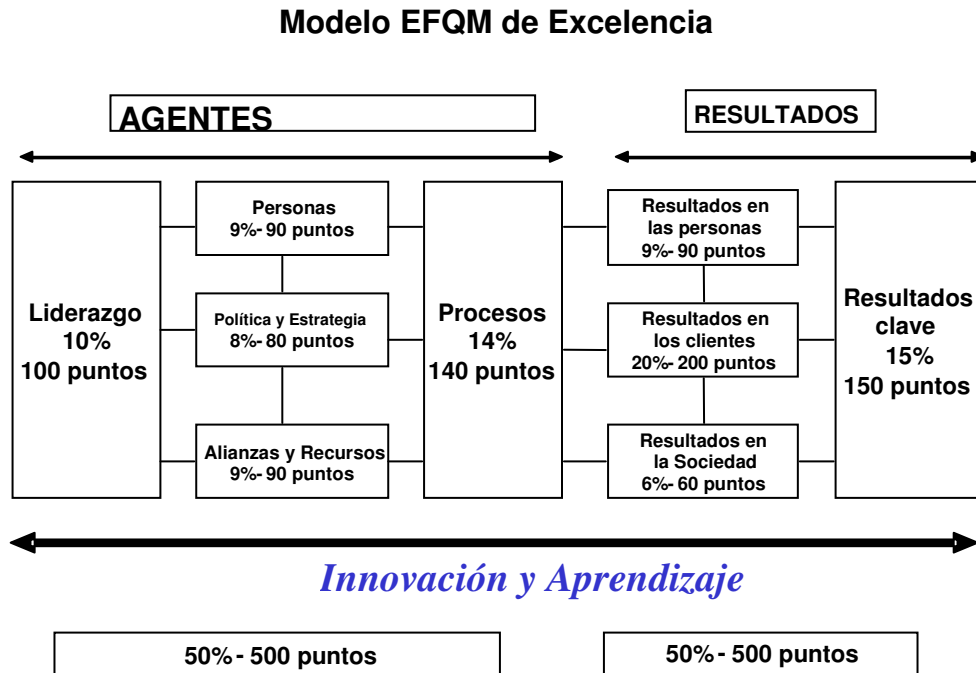 Modelo EFQM de Excelencia
AGENTES
RESULTADOS
Liderazgo
10%
100 puntos
Personas
9%- 90 puntos
Política y Estrategia
8%- 80 puntos
Alianzas y Recursos
9%- 90 puntos
Procesos
14%
140 puntos
Resultados en
las personas
9%- 90 puntos
Resultados en
los clientes
20%- 200 puntos
Resultados en
la Sociedad
6%- 60 puntos
Resultados
clave
15%
150 puntos
Innovación y Aprendizaje
50% - 500 puntos
50% - 500 puntos